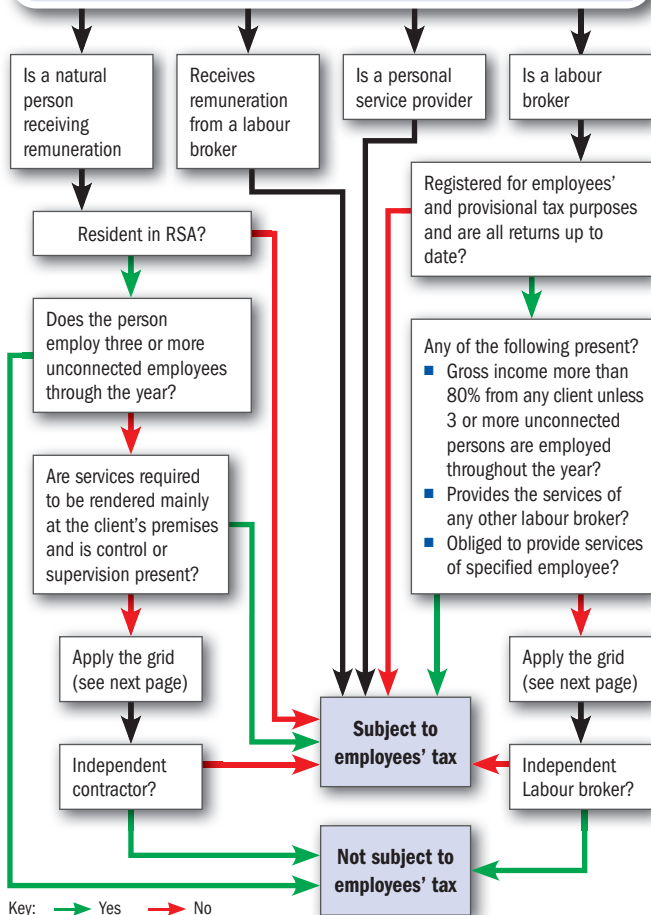 Is a natural
person
receiving
remuneration
Receives
remuneration
from a labour
broker
Is a personal
service provider
Is a labour
broker
Resident in RSA?
Registered for employees'
and provisional tax purposes
and are all returns up to
date?
Does the person
employ three or more
unconnected employees
through the year?
Any of the following present?
■ Gross income more than
80% from any client unless
3 or more unconnected
persons are employed
throughout the year?
■ Provides the services of
any other labour broker?
■ Obliged to provide services
of specified employee?
Are services required
to be rendered mainly
at the client's premises
and is control or
supervision present?
Apply the grid
(see next page)
Apply the grid
(see next page)
Independent
contractor?
Subject to
employees' tax
Independent
Labour broker?
Not subject to
employees' tax
Key: Yes No